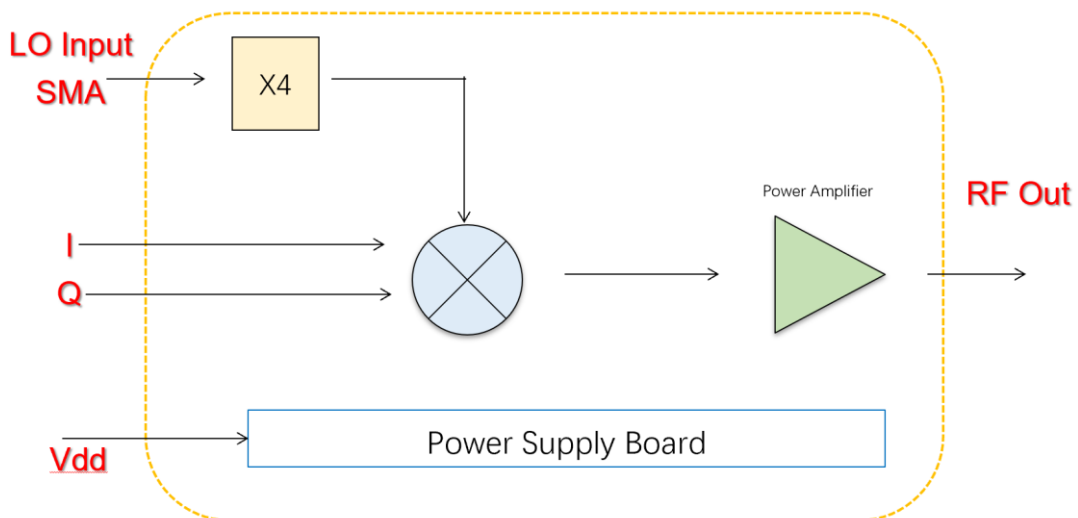 LO Input
SMA
X4
Power Amplifier
RF Out
I
Q
Vdd
Power Supply Board